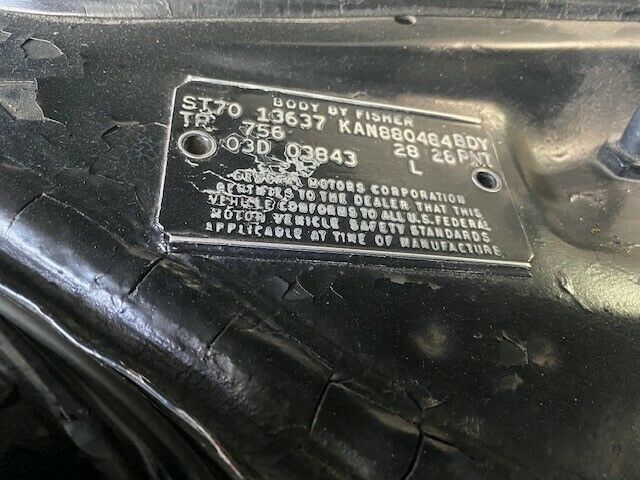 BODY BY FISHER
ST70 13637 KAN880484BDY
TR 756 28 28PNT
03D 03843 L
GENERAL MOTORS CORPORATION
CERTIFIES TO THE DEALER THAT THIS
VEHICLE CONFORMS TO ALL U.S. FEDERAL
MOTOR VEHICLE SAFETY STANDARDS
APPLICABLE AT TIME OF MANUFACTURE